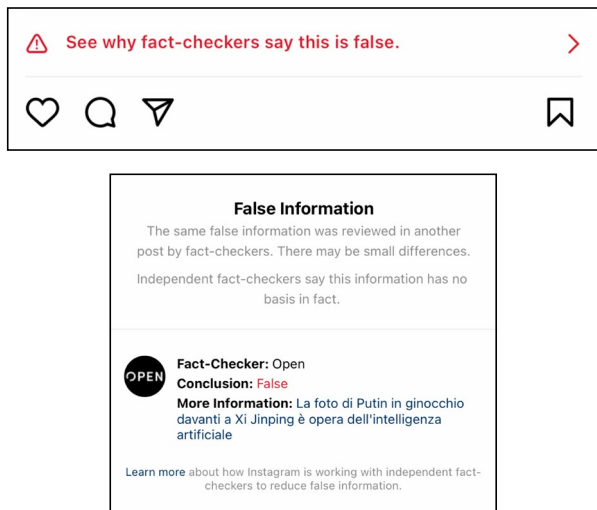 See why fact-checkers say this is false.
False Information
The same false information was reviewed in another
post by fact-checkers. There may be small differences.
Independent fact-checkers say this information has no
basis in fact.
OPEN
Fact-Checker: Open
Conclusion: False
More Information: La foto di Putin in ginocchio
davanti a Xi Jinping è opera dell'intelligenza
artificiale
Learn more about how Instagram is working with independent fact-
checkers to reduce false information.